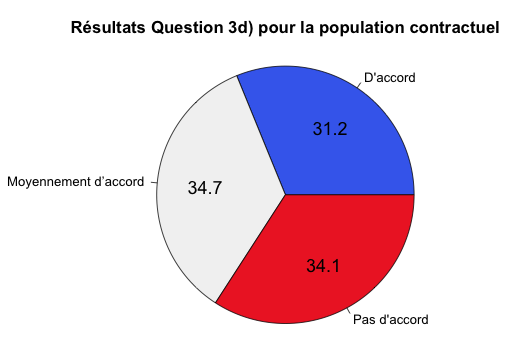 Résultats Question 3d) pour la population contractuel
D'accord
31.2
Moyennement d’accord
34.7
34.1
Pas d'accord